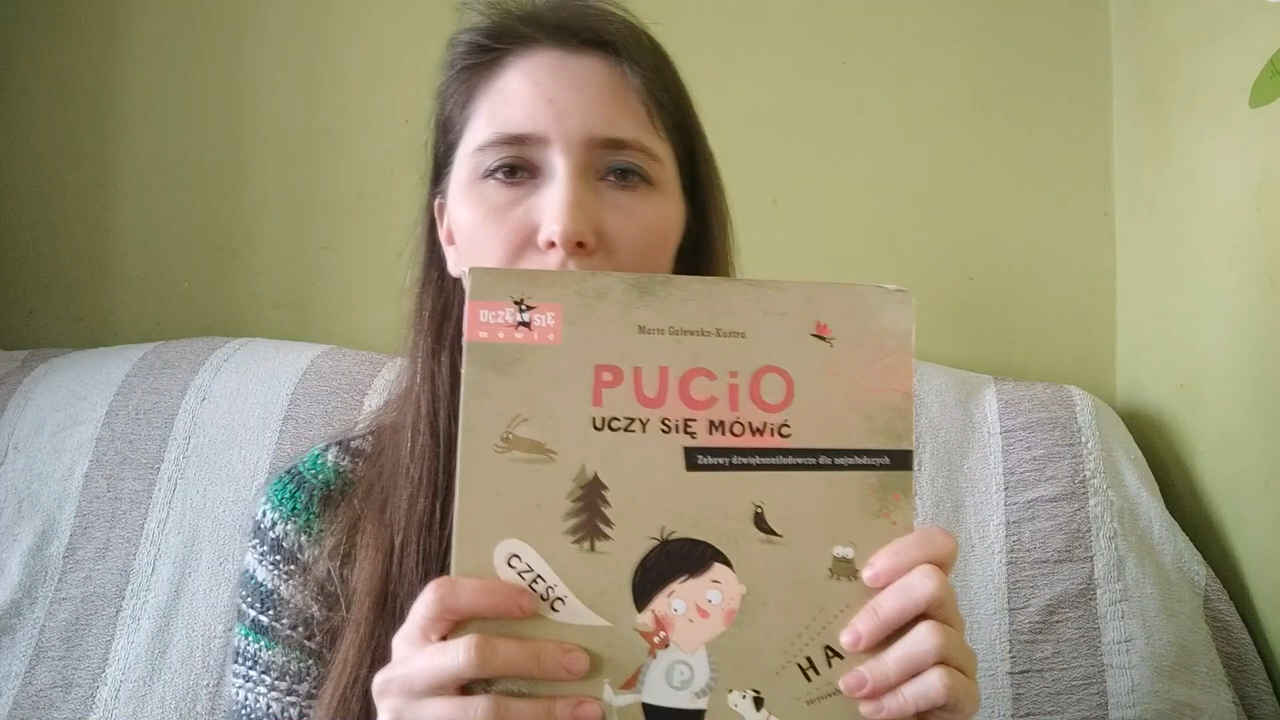 UCZĘ SIĘ
mówić
Marta Galewska-Kustra
PUCiO
UCZY SiĘ MÓWiĆ
Zabawy dźwiękonaśladowcze dla najmłodszych
CZEŚĆ
HA
P